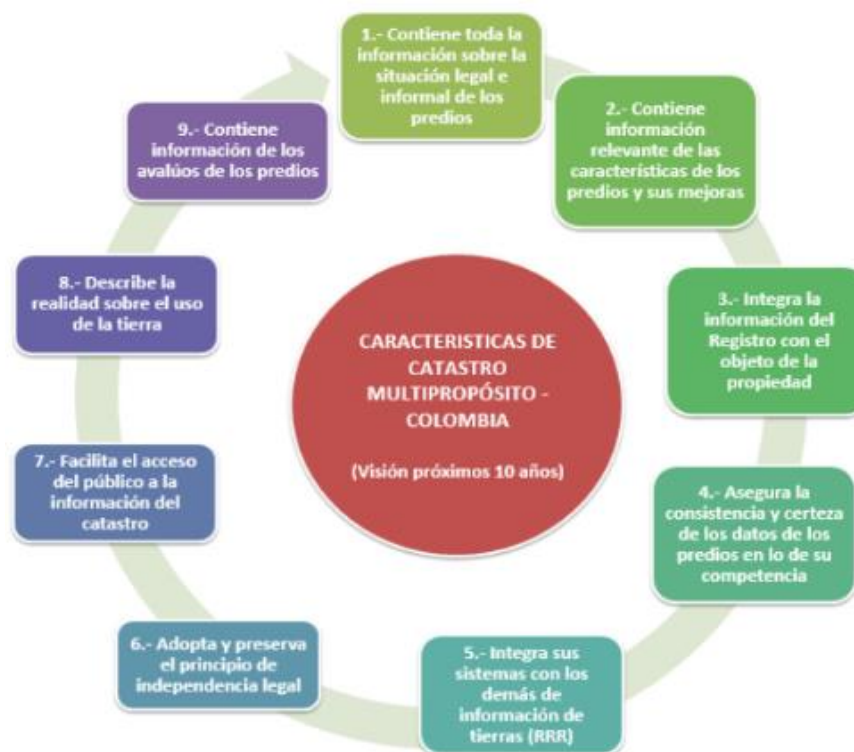 1.- Contiene toda la
información sobre la
situación legal e
informal de los
predios
2.- Contiene
información
relevante de las
características de los
predios y sus mejoras
3.- Integra la
información del
Registro con el
objeto de la
propiedad
4.- Asegura la
consistencia y certeza
de los datos de los
predios en lo de su
competencia
5.- Integra sus
sistemas con los
demás de
información de
tierras (RRR)
6.- Adopta y preserva
el principio de
independencia legal
7.- Facilita el acceso
del público a la
información del
catastro
8.- Describe la
realidad sobre el uso
de la tierra
9.- Contiene
información de los
avalúos de los predios
CARACTERISTICAS DE
CATASTRO
MULTIPROPÓSITO -
COLOMBIA
(Visión próximos 10 años)